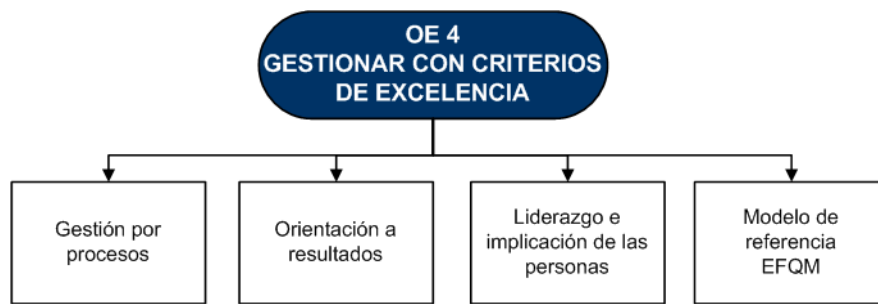 OE 4
GESTIONAR CON CRITERIOS
DE EXCELENCIA
Gestión por
procesos
Orientación a
resultados
Liderazgo e
implicación de las
personas
Modelo de
referencia
EFQM